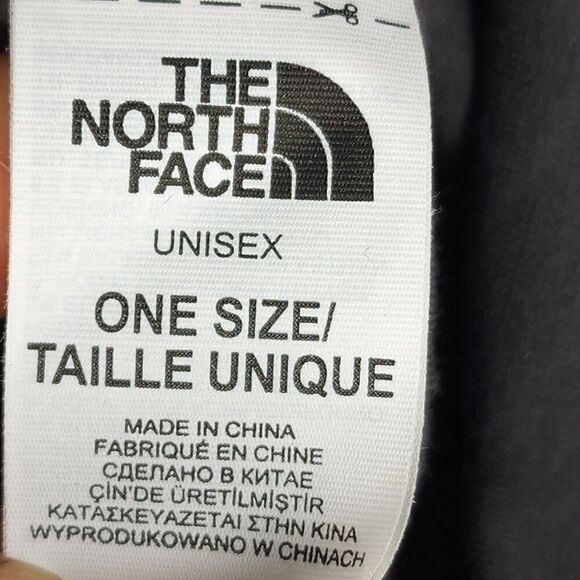 THE
NORTH
FACE
UNISEX
ONE SIZE/
TAILLE UNIQUE
MADE IN CHINA
FABRIQUÉ EN CHINE
СДЕЛАНО В КИТАЕ
ÇİN'DE ÜRETİLMİŞTİR
ΚΑΤΑΣΚΕΥΑΖΕΤΑΙ ΣΤΗΝ ΚΙΝΑ
WYPRODUKOWANO W CHINACH